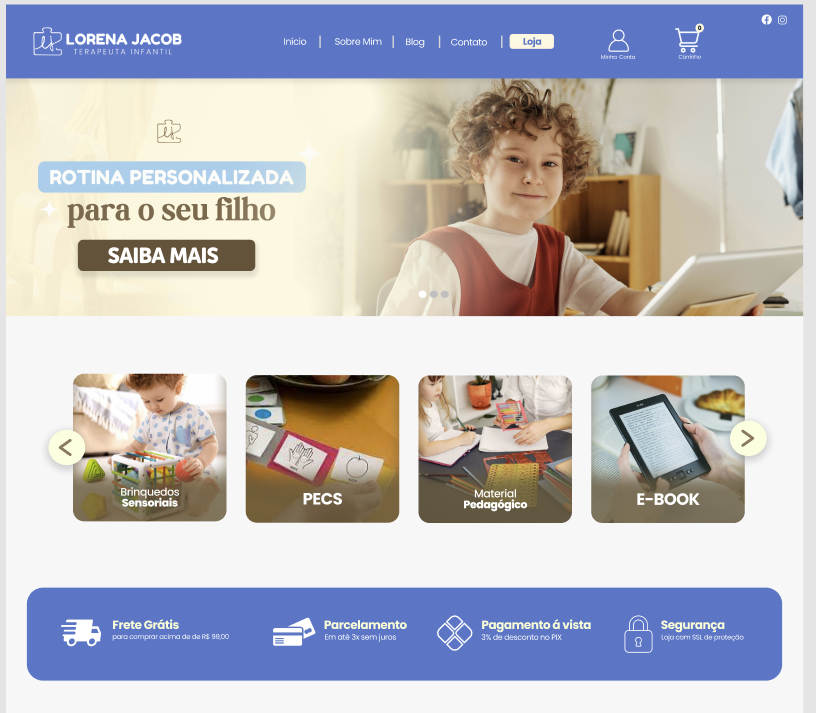 LORENA JACOB
TERAPEUTA INFANTIL
Início | Sobre Mim | Blog | Contato | Loja
Minha Conta
0
Carrinho
ROTINA PERSONALIZADA
para o seu filho
SAIBA MAIS
Brinquedos
Sensoriais
PECS
Material
Pedagógico
E-BOOK
Frete Grátis
para comprar acima de de R$ 99,00
Parcelamento
Em até 3x sem juros
Pagamento á vista
3% de desconto no PIX
Segurança
Loja com SSL de proteção